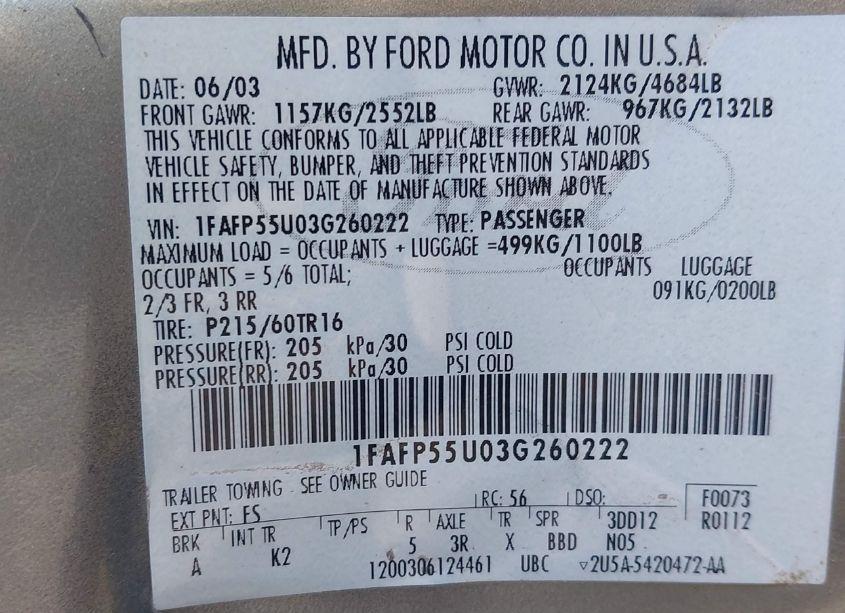 MFD. BY FORD MOTOR CO. IN U.S.A.
DATE: 06/03 GVWR: 2124KG/4684LB
FRONT GAWR: 1157KG/2552LB REAR GAWR: 967KG/2132LB
THIS VEHICLE CONFORMS TO ALL APPLICABLE FEDERAL MOTOR
VEHICLE SAFETY, BUMPER, AND THEFT PREVENTION STANDARDS
IN EFFECT ON THE DATE OF MANUFACTURE SHOWN ABOVE.
VIN: 1FAFP55U03G260222 TYPE: PASSENGER
MAXIMUM LOAD = OCCUPANTS + LUGGAGE =499KG/1100LB
OCCUPANTS = 5/6 TOTAL; OCCUPANTS LUGGAGE
2/3 FR, 3 RR 091KG/0200LB
TIRE: P215/60TR16
PRESSURE(FR): 205 kPa/30 PSI COLD
PRESSURE(RR): 205 kPa/30 PSI COLD
1FAFP55U03G260222
TRAILER TOWING - SEE OWNER GUIDE
EXT PNT: FS RC: 56 DSO: F0073
BRK INT TR TP/PS R AXLE TR SPR 3DD12 R0112
A K2 5 3R X BBD N05
1200306124461 UBC ▽2U5A-5420472-AA